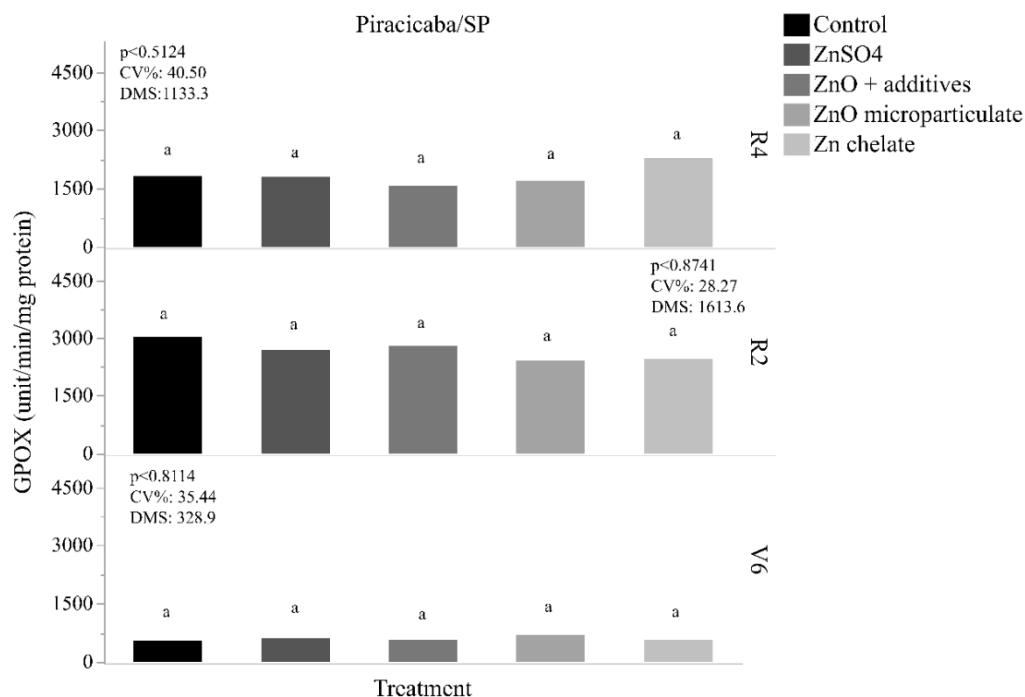 Piracicaba/SP
Control
ZnSO4
ZnO + additives
ZnO microparticulate
Zn chelate
GPOX (unit/min/mg protein)
p<0.5124
CV%: 40.50
DMS:1133.3
4500
3000
1500
0
a a a a a
R4
p<0.8741
CV%: 28.27
DMS: 1613.6
4500
3000
1500
0
a a a a a
R2
p<0.8114
CV%: 35.44
DMS: 328.9
4500
3000
1500
0
a a a a a
V6
Treatment